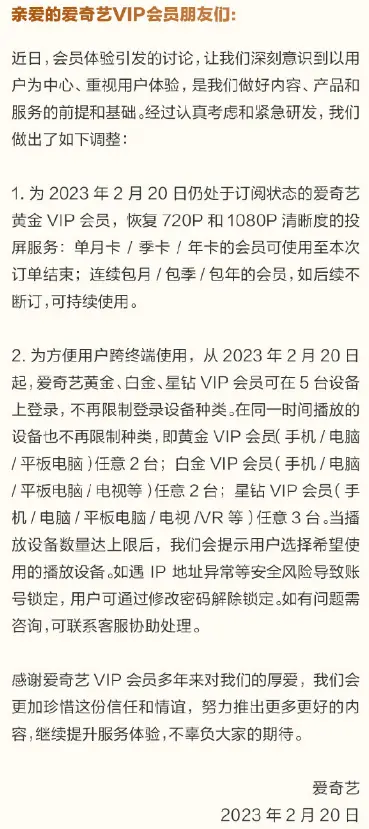 亲爱的爱奇艺VIP会员朋友们：
近日，会员体验引发的讨论，让我们深刻意识到以用
户为中心、重视用户体验，是我们做好内容、产品和
服务的前提和基础。经过认真考虑和紧急研发，我们
做出了如下调整：
1. 为 2023 年 2 月 20 日仍处于订阅状态的爱奇艺
黄金 VIP 会员，恢复 720P 和 1080P 清晰度的投
屏服务：单月卡 / 季卡 / 年卡的会员可使用至本次
订单结束；连续包月 / 包季 / 包年的会员，如后续不
断订，可持续使用。
2. 为方便用户跨终端使用，从 2023 年 2 月 20 日
起，爱奇艺黄金、白金、星钻 VIP 会员可在 5 台设备
上登录，不再限制登录设备种类。在同一时间播放的
设备也不再限制种类，即黄金 VIP 会员（手机 / 电脑
/ 平板电脑）任意 2 台；白金 VIP 会员（手机 / 电脑
/ 平板电脑 / 电视等）任意 2 台；星钻 VIP 会员（手
机 / 电脑 / 平板电脑 / 电视 /VR 等）任意 3 台。当播
放设备数量达上限后，我们会提示用户选择希望使
用的播放设备。如遇 IP 地址异常等安全风险导致账
号锁定，用户可通过修改密码解除锁定。如有问题需
咨询，可联系客服协助处理。
感谢爱奇艺 VIP 会员多年来对我们的厚爱，我们会
更加珍惜这份信任和情谊，努力推出更多更好的内
容，继续提升服务体验，不辜负大家的期待。
爱奇艺
2023 年 2 月 20 日